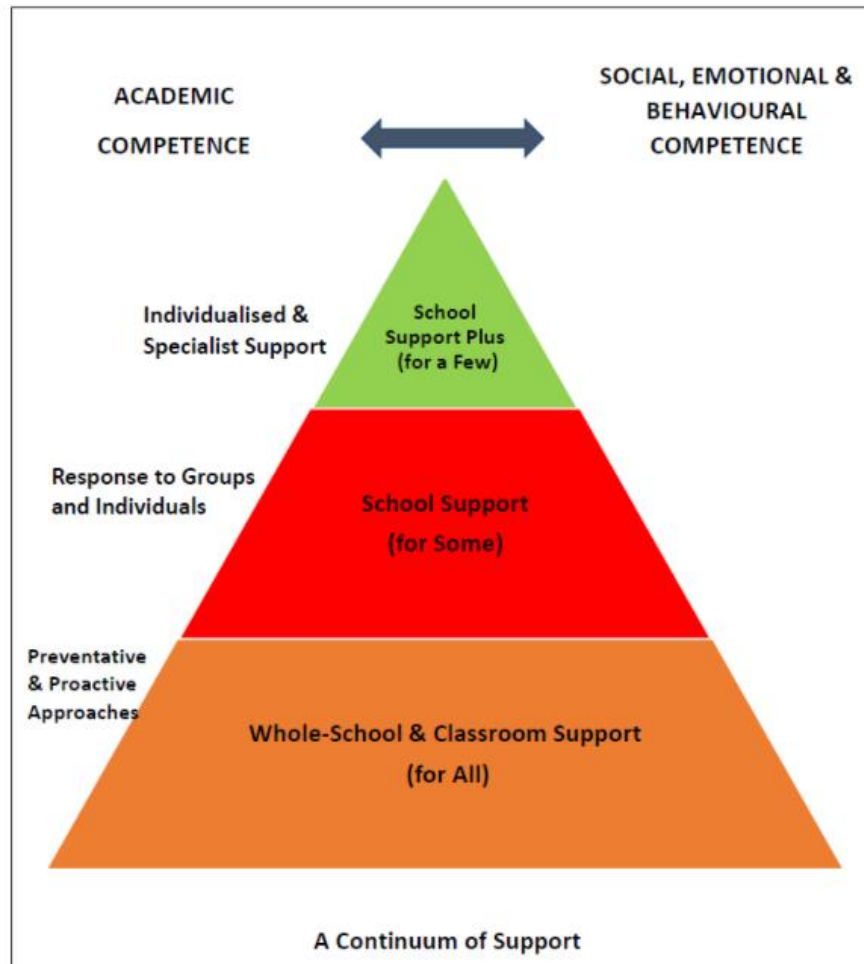 ACADEMIC
COMPETENCE
SOCIAL, EMOTIONAL &
BEHAVIOURAL
COMPETENCE
Individualised &
Specialist Support
School
Support Plus
(for a Few)
Response to Groups
and Individuals
School Support
(for Some)
Preventative
& Proactive
Approaches
Whole-School & Classroom Support
(for All)
A Continuum of Support